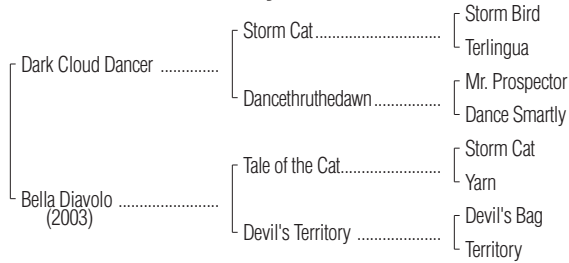 Storm Bird
Storm Cat....................................
Terlingua
Dark Cloud Dancer ..............
Mr. Prospector
Dancethruthedawn................
Dance Smartly
Storm Cat
Tale of the Cat........................
Yarn
Bella Diavolo ........................
(2003)
Devil's Bag
Devil's Territory ....................
Territory